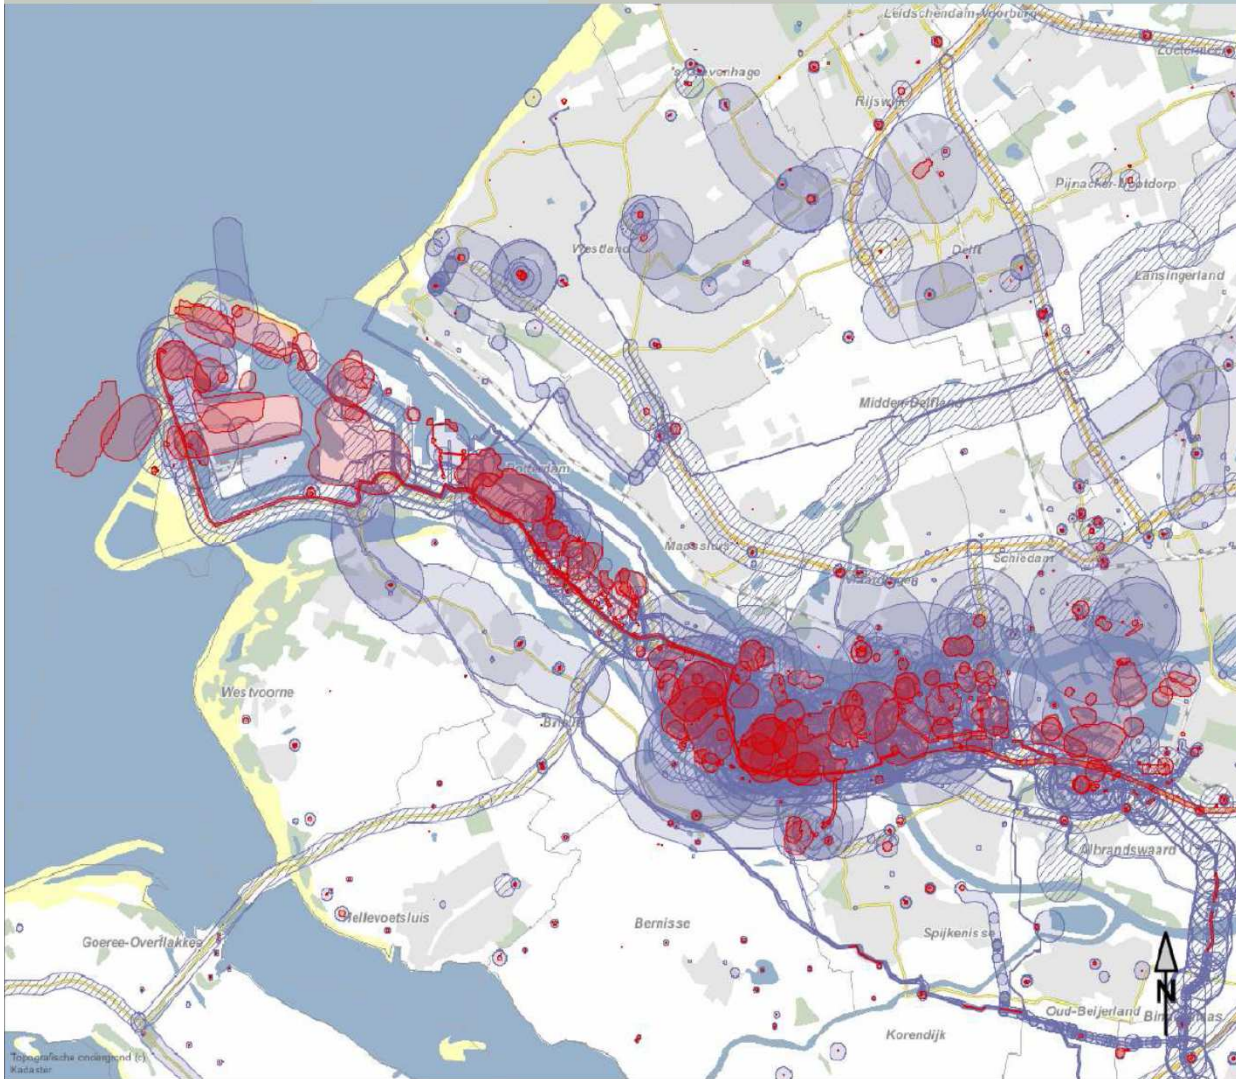 Leidschendam-Voorburg
Zoetermeer
's Gravenhage
Rijswijk
Pijnacker-Nootdorp
Westland
Delft
Lansingerland
Midden-Delfland
Rotterdam
Maassluis
Schiedam
Vlaardingen
Westvoorne
Brielle
Albrandswaard
Hellevoetsluis
Bernisse
Spijkenisse
Goeree-Overflakkee
N
Oud-Beijerland
Binnenmaas
Korendijk
Topografische ondergrond (c)
Kadaster